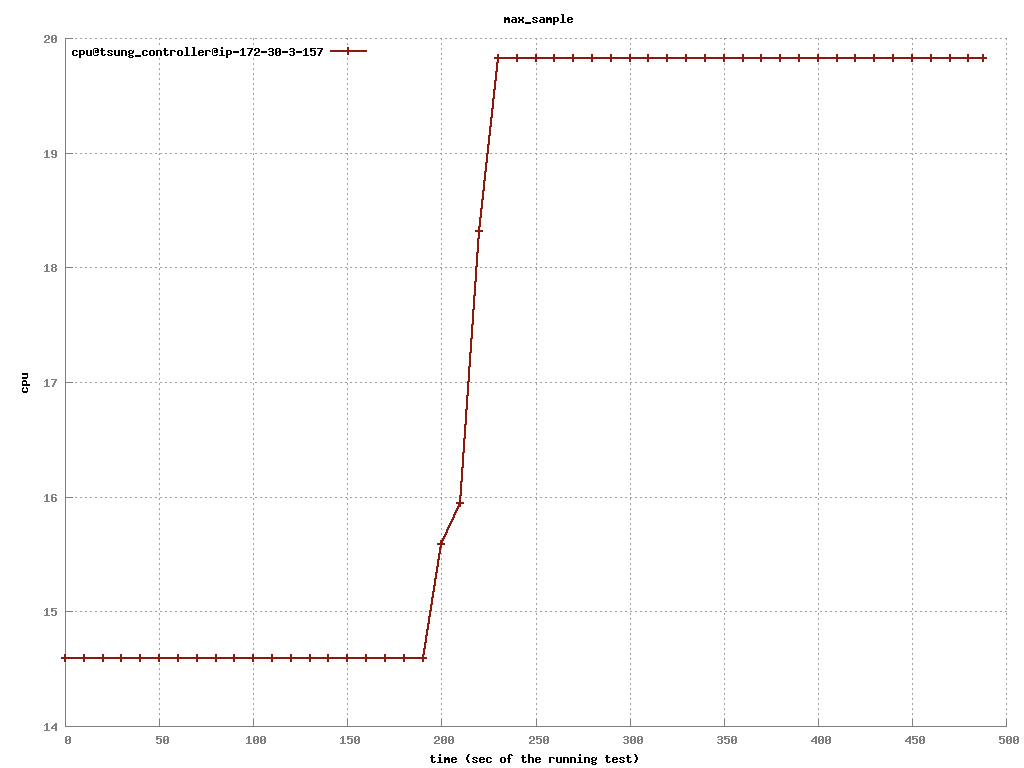 max_sample
cpu@tsung_controller@ip-172-30-3-157
20
19
18
17
16
15
14
cpu
0 50 100 150 200 250 300 350 400 450 500
time (sec of the running test)